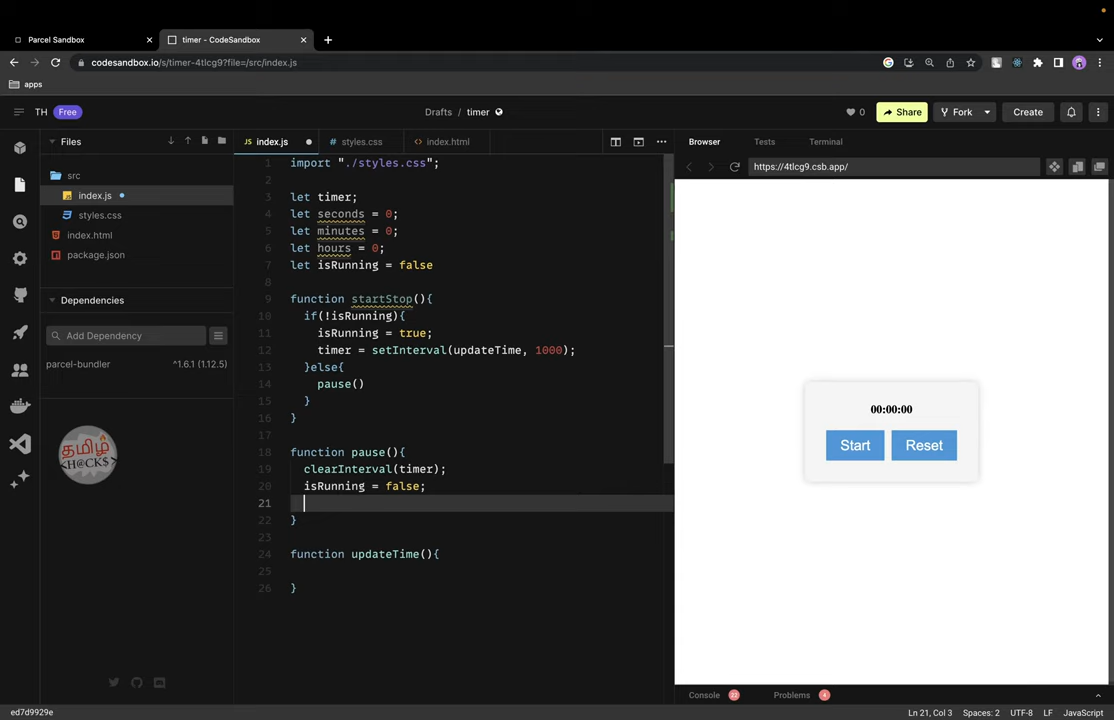 Parcel Sandbox
timer - CodeSandbox
codesandbox.io/s/timer-4tlcg9?file=/src/index.js
apps
TH Free
Drafts / timer
0
Share
Fork
Create
Files
src
index.js
styles.css
index.html
package.json
Dependencies
Add Dependency
parcel-bundler ^1.6.1 (1.12.5)
தமிழ்
<H@CK$>
index.js
styles.css
index.html
1 import "./styles.css";
2
3 let timer;
4 let seconds = 0;
5 let minutes = 0;
6 let hours = 0;
7 let isRunning = false
8
9 function startStop(){
10 if(!isRunning){
11 isRunning = true;
12 timer = setInterval(updateTime, 1000);
13 }else{
14 pause()
15 }
16 }
17
18 function pause(){
19 clearInterval(timer);
20 isRunning = false;
21
22 }
23
24 function updateTime(){
25
26 }
Browser Tests Terminal
https://4tlcg9.csb.app/
00:00:00
Start Reset
Console 22 Problems 4
ed7d9929e
Ln 21, Col 3 Spaces: 2 UTF-8 LF JavaScript